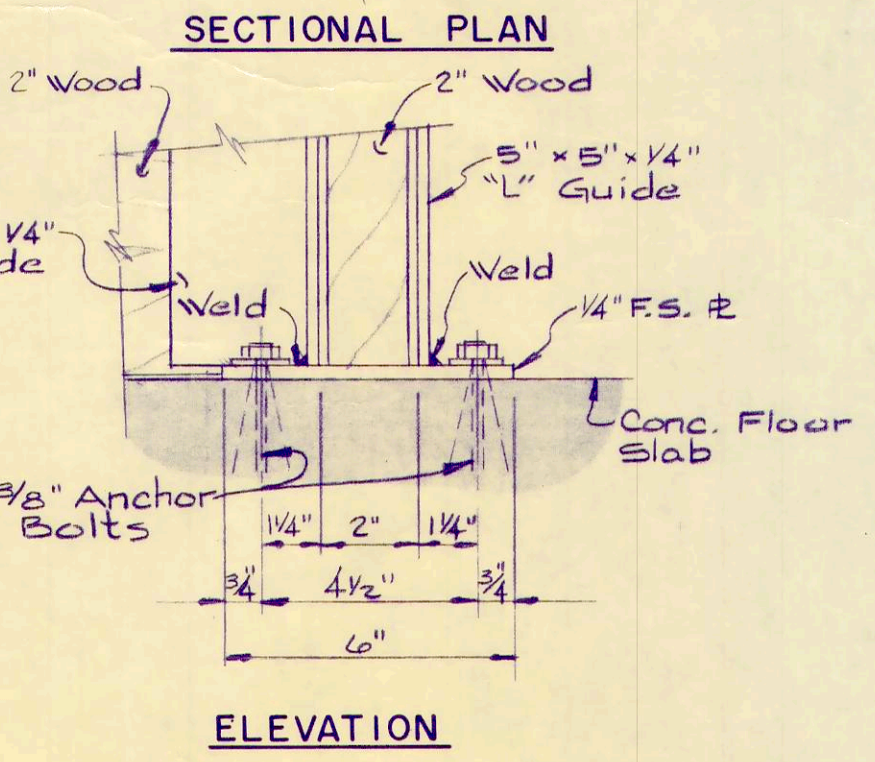 SECTIONAL PLAN
2" Wood
2" Wood
5" x 5" x 1/4"
"L" Guide
1/4"
de
Weld
Weld
1/4" F.S. PL
Conc. Floor
Slab
3/8" Anchor
Bolts
1 1/4" 2" 1 1/4"
3/4" 4 1/2" 3/4"
6"
ELEVATION